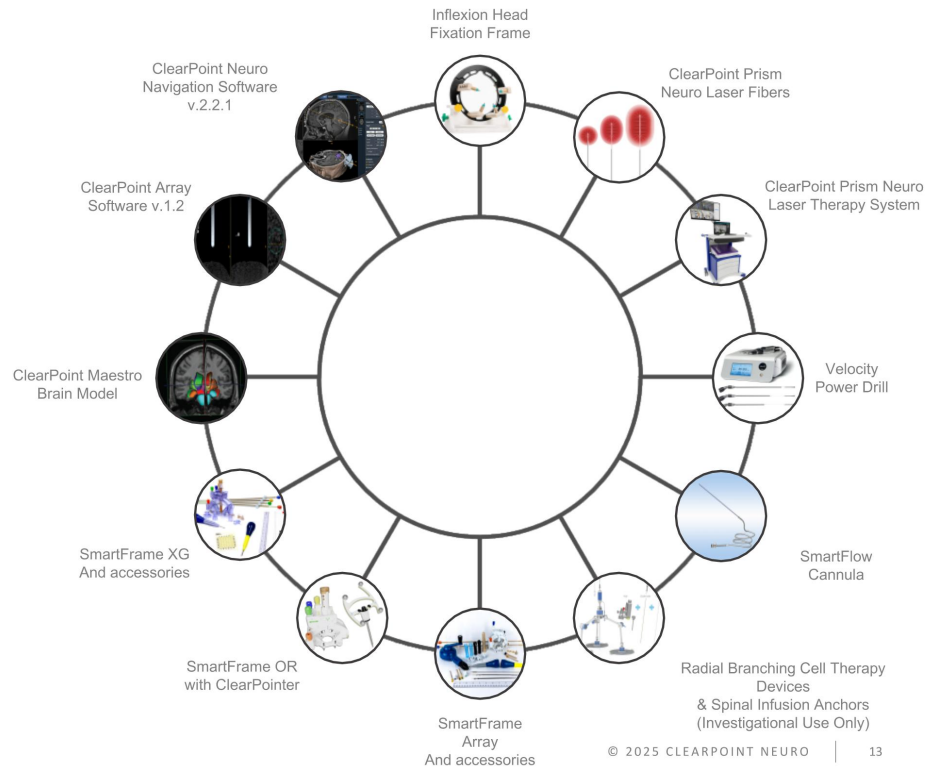 Inflexion Head
Fixation Frame
ClearPoint Prism
Neuro Laser Fibers
ClearPoint Prism Neuro
Laser Therapy System
Velocity
Power Drill
SmartFlow
Cannula
Radial Branching Cell Therapy
Devices
& Spinal Infusion Anchors
(Investigational Use Only)
SmartFrame
Array
And accessories
SmartFrame OR
with ClearPointer
SmartFrame XG
And accessories
ClearPoint Maestro
Brain Model
ClearPoint Array
Software v.1.2
ClearPoint Neuro
Navigation Software
v.2.2.1
© 2025 CLEARPOINT NEURO
13